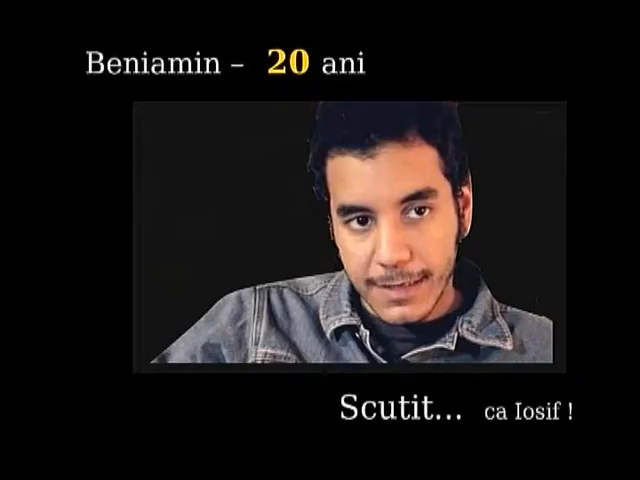 Beniamin – 20 ani
Scutit... ca Iosif !